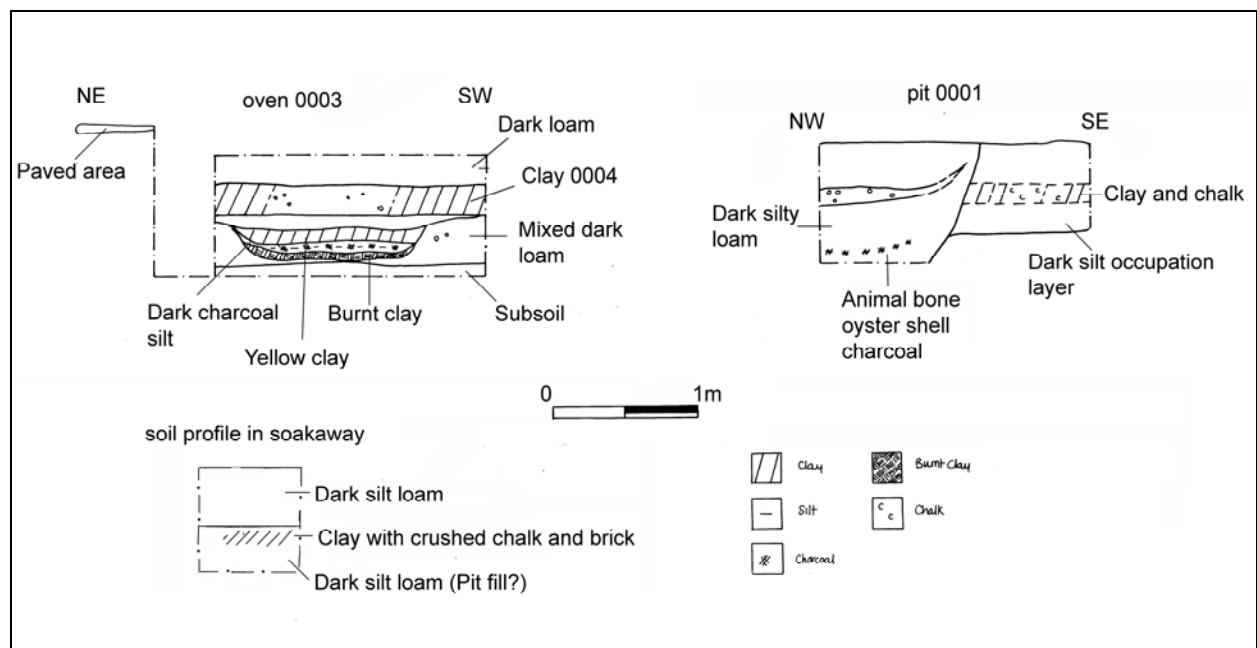 oven 0003
NE
SW
Dark loam
Paved area
Clay 0004
Mixed dark
loam
Dark charcoal
silt
Burnt clay
Subsoil
Yellow clay
pit 0001
NW
SE
Clay and chalk
Dark silty
loam
Dark silt occupation
layer
Animal bone
oyster shell
charcoal
0
1m
soil profile in soakaway
Dark silt loam
Clay with crushed chalk and brick
Dark silt loam (Pit fill?)
Clay
Burnt Clay
Silt
Chalk
C
C
Charcoal